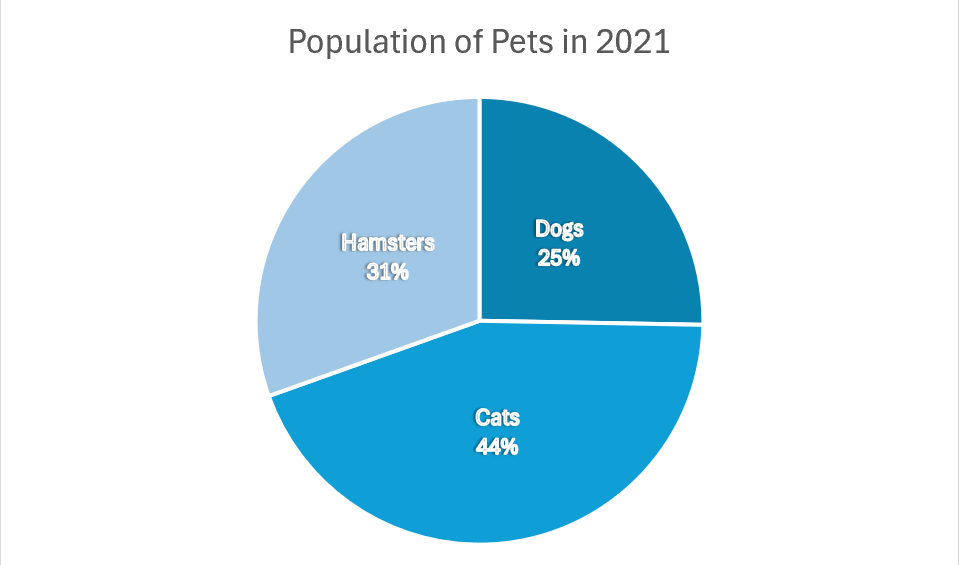 Population of Pets in 2021
Dogs
25%
Hamsters
31%
Cats
44%